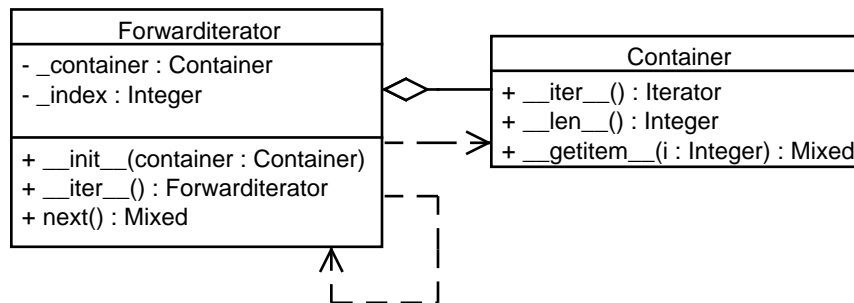 Forwarditerator
- _container : Container
- _index : Integer
+ __init__(container : Container)
+ __iter__() : Forwarditerator
+ next() : Mixed
Container
+ __iter__() : Iterator
+ __len__() : Integer
+ __getitem__(i : Integer) : Mixed